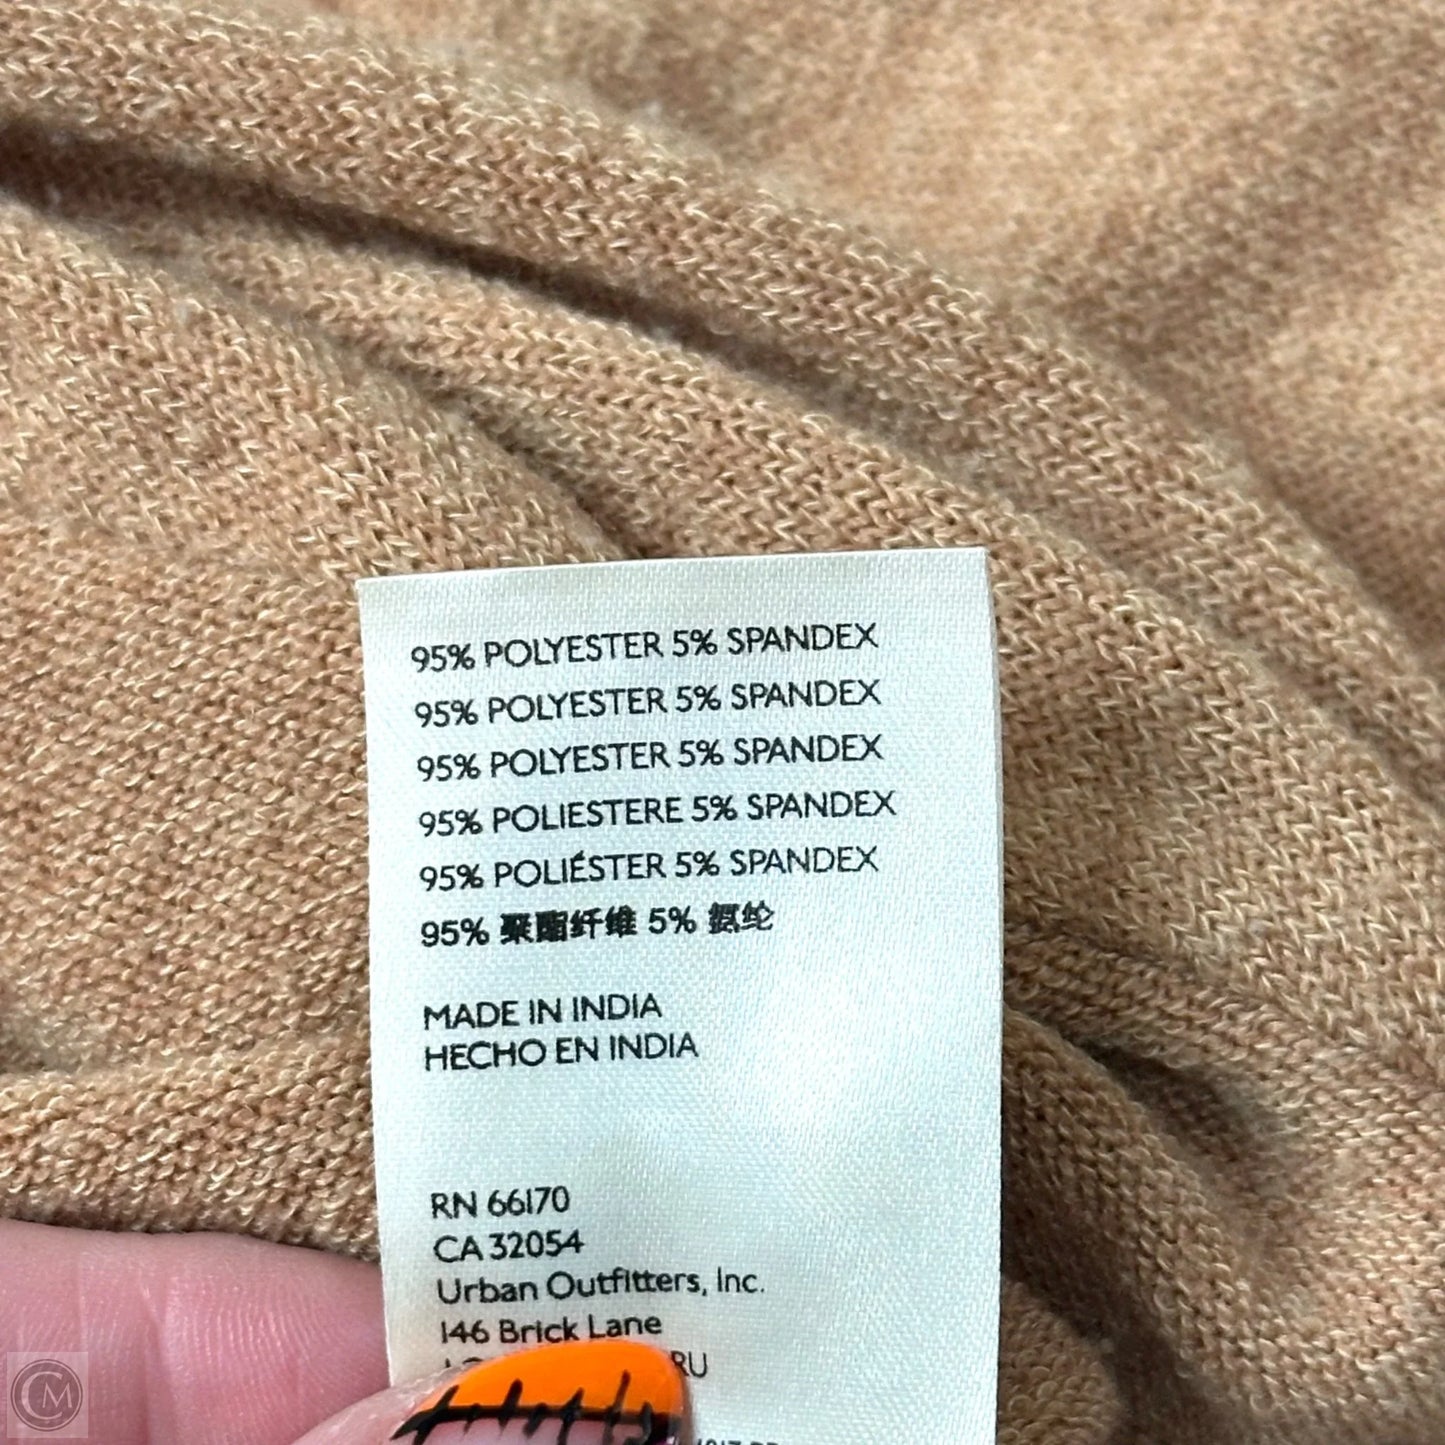 95% POLYESTER 5% SPANDEX
95% POLYESTER 5% SPANDEX
95% POLYESTER 5% SPANDEX
95% POLIESTERE 5% SPANDEX
95% POLIÉSTER 5% SPANDEX
95% 聚酯纤维 5% 氨纶
MADE IN INDIA
HECHO EN INDIA
RN 66170
CA 32054
Urban Outfitters, Inc.
146 Brick Lane
CM